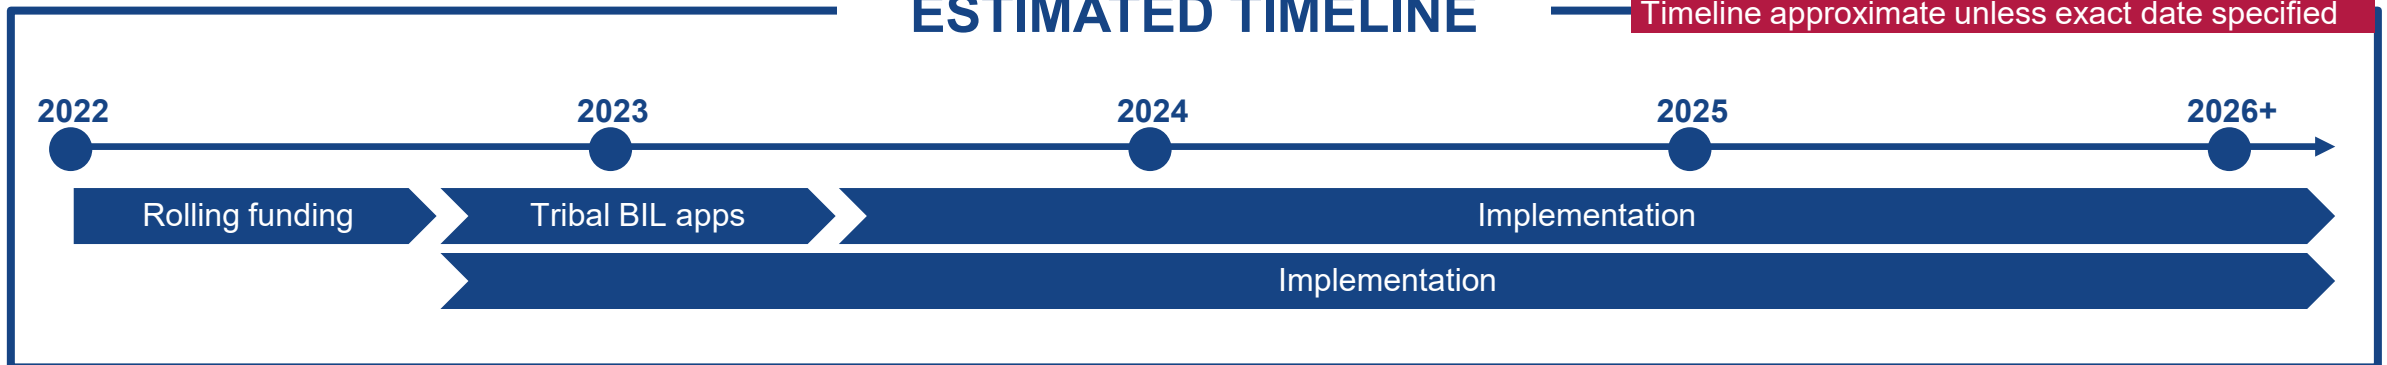 ESTIMATED TIMELINE
Timeline approximate unless exact date specified
2022 2023 2024 2025 2026+
Rolling funding Tribal BIL apps Implementation
Implementation